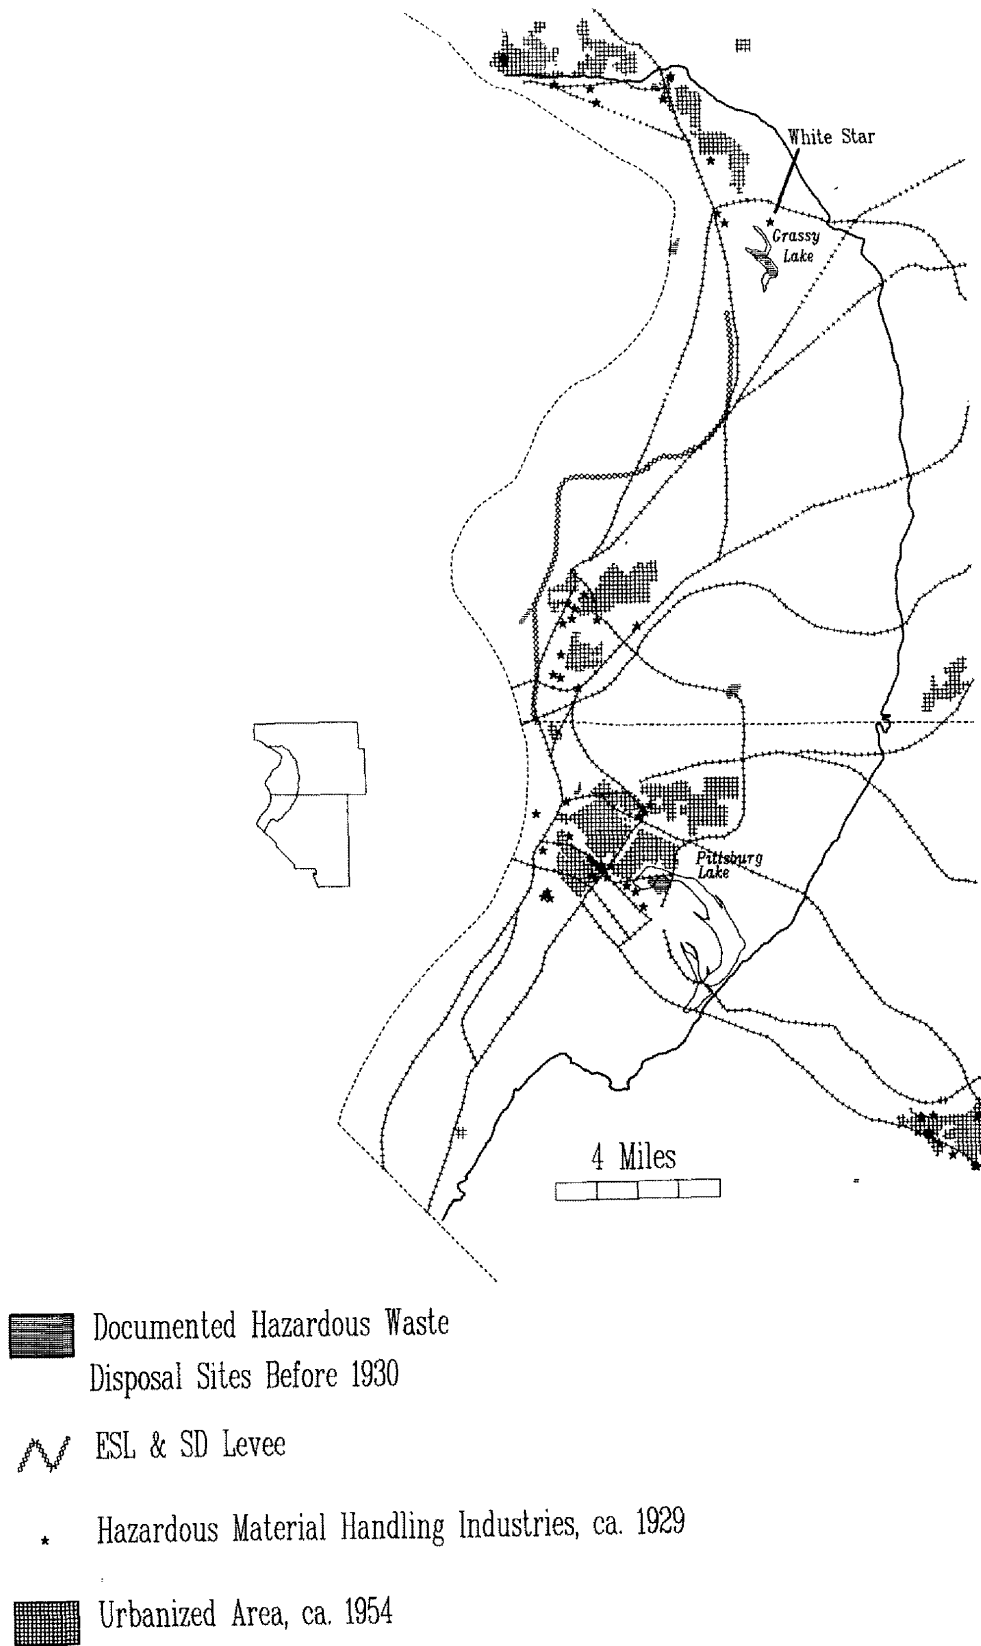 White Star
Grassy
Lake
Pittsburg
Lake
4 Miles
Documented Hazardous Waste
Disposal Sites Before 1930
ESL & SD Levee
Hazardous Material Handling Industries, ca. 1929
Urbanized Area, ca. 1954